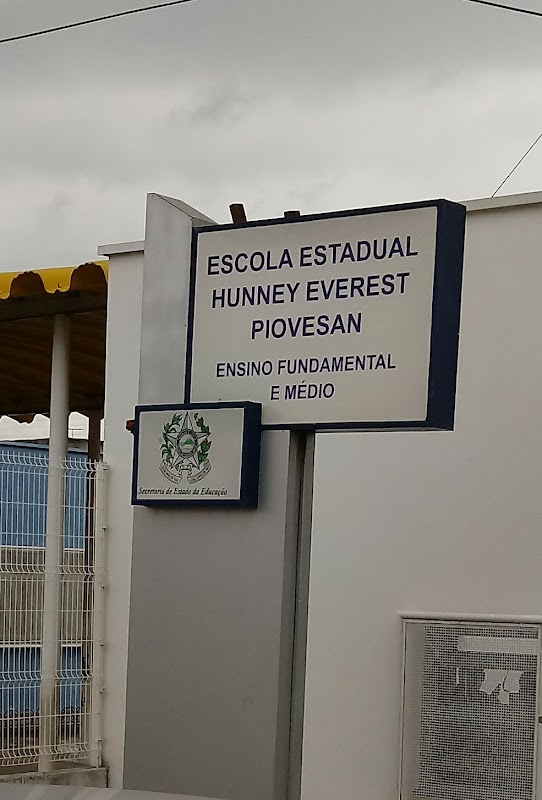 ESCOLA ESTADUAL
HUNNEY EVEREST
PIOVESAN
ENSINO FUNDAMENTAL
E MÉDIO
Secretaria de Estado da Educação